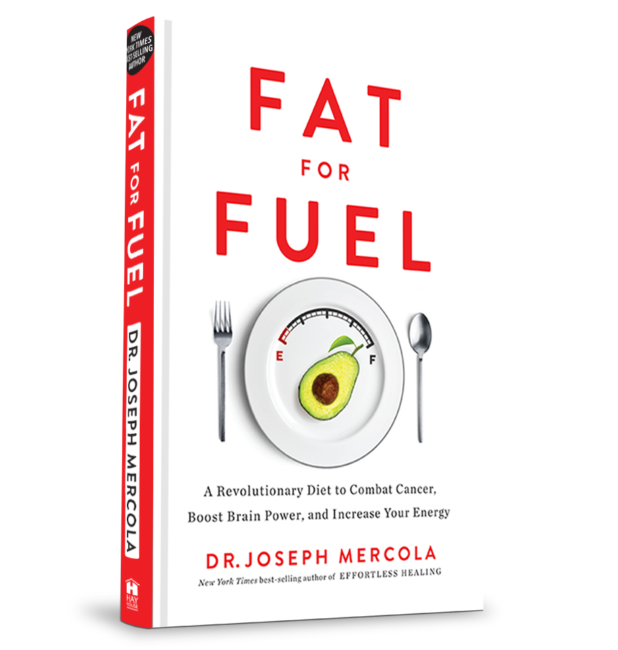 NEW
YORK TIMES
BEST SELLING
AUTHOR
FAT FOR FUEL
DR. JOSEPH MERCOLA
HAY
HOUSE
FAT
FOR
FUEL
E F
A Revolutionary Diet to Combat Cancer,
Boost Brain Power, and Increase Your Energy
DR. JOSEPH MERCOLA
New York Times best-selling author of EFFORTLESS HEALING